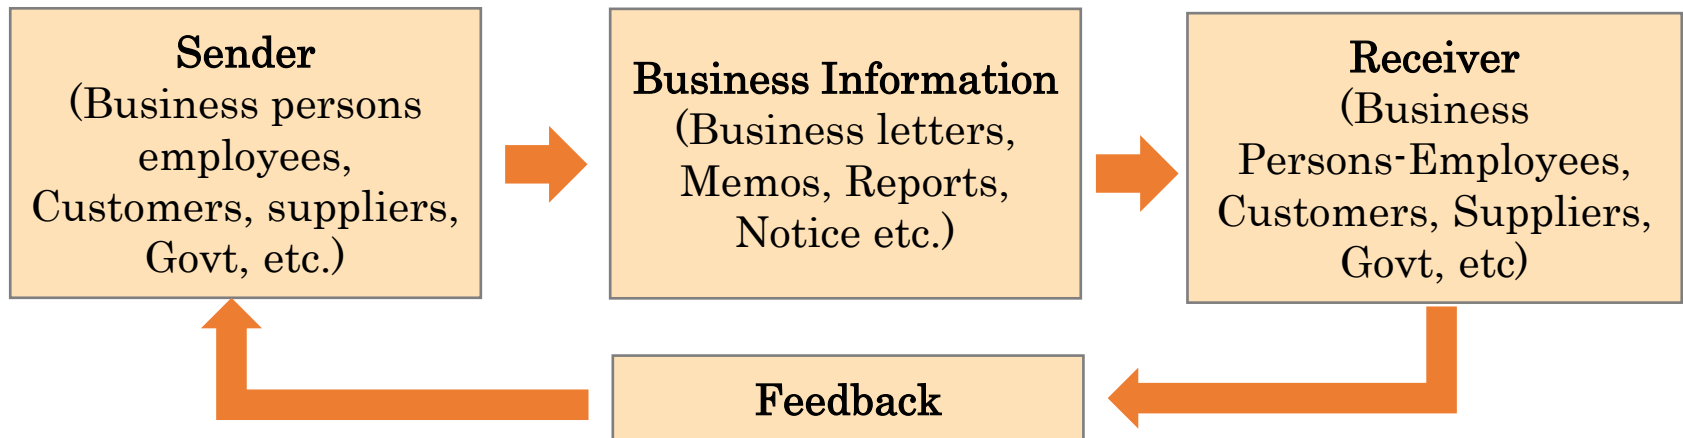 Sender
(Business persons
employees,
Customers, suppliers,
Govt, etc.)
Business Information
(Business letters,
Memos, Reports,
Notice etc.)
Receiver
(Business
Persons-Employees,
Customers, Suppliers,
Govt, etc)
Feedback